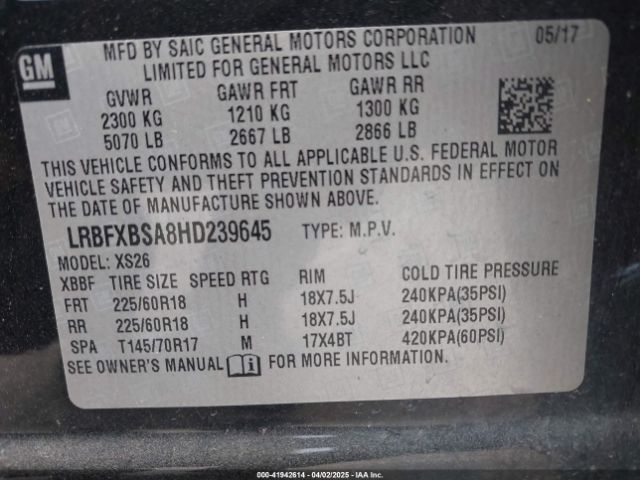 GM
MFD BY SAIC GENERAL MOTORS CORPORATION 05/17
LIMITED FOR GENERAL MOTORS LLC
GVWR GAWR FRT GAWR RR
2300 KG 1210 KG 1300 KG
5070 LB 2667 LB 2866 LB
THIS VEHICLE CONFORMS TO ALL APPLICABLE U.S. FEDERAL MOTOR
VEHICLE SAFETY AND THEFT PREVENTION STANDARDS IN EFFECT ON
THE DATE OF MANUFACTURE SHOWN ABOVE.
LRBFXBSA8HD239645 TYPE: M.P.V.
MODEL: XS26
XBBF TIRE SIZE SPEED RTG RIM COLD TIRE PRESSURE
FRT 225/60R18 H 18X7.5J 240KPA(35PSI)
RR 225/60R18 H 18X7.5J 240KPA(35PSI)
SPA T145/70R17 M 17X4BT 420KPA(60PSI)
SEE OWNER'S MANUAL FOR MORE INFORMATION.
000-41942614 - 04/02/2025 - IAA Inc.